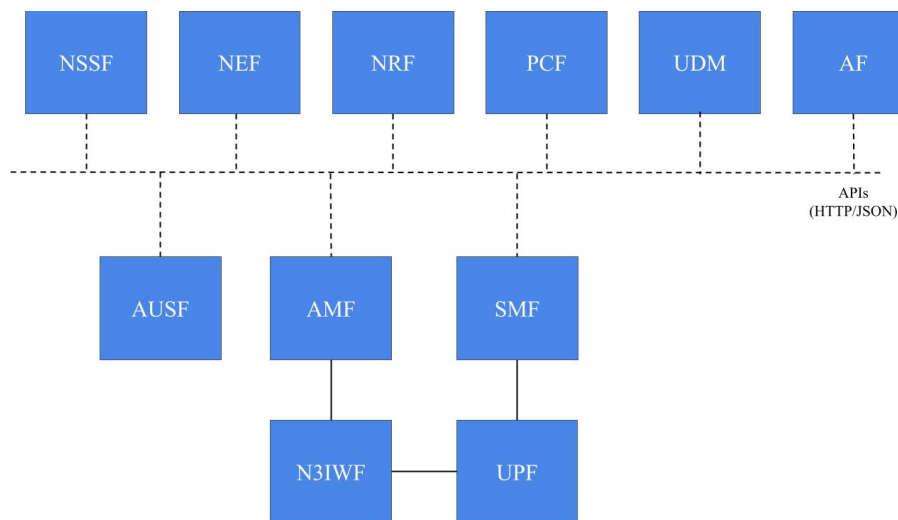 NSSF
NEF
NRF
PCF
UDM
AF
APIs
(HTTP/JSON)
AUSF
AMF
SMF
N3IWF
UPF